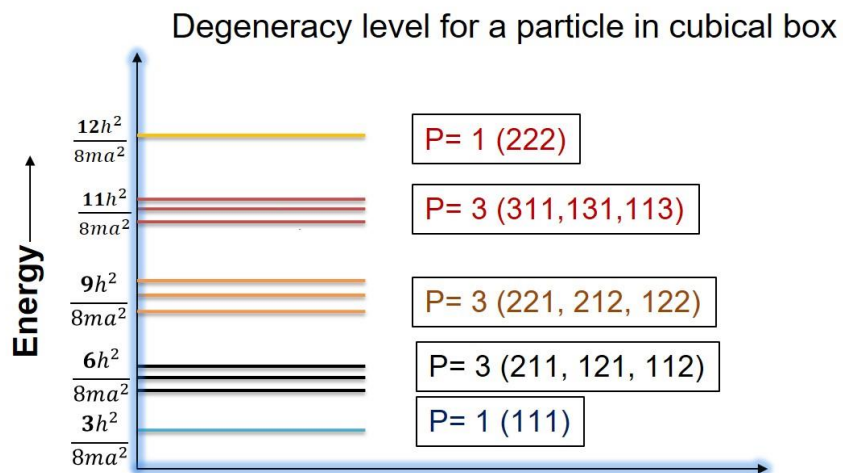 Degeneracy level for a particle in cubical box
12h²
8ma²
P= 1 (222)
11h²
8ma²
P= 3 (311,131,113)
9h²
8ma²
P= 3 (221, 212, 122)
6h²
8ma²
P= 3 (211, 121, 112)
3h²
8ma²
P= 1 (111)
Energy